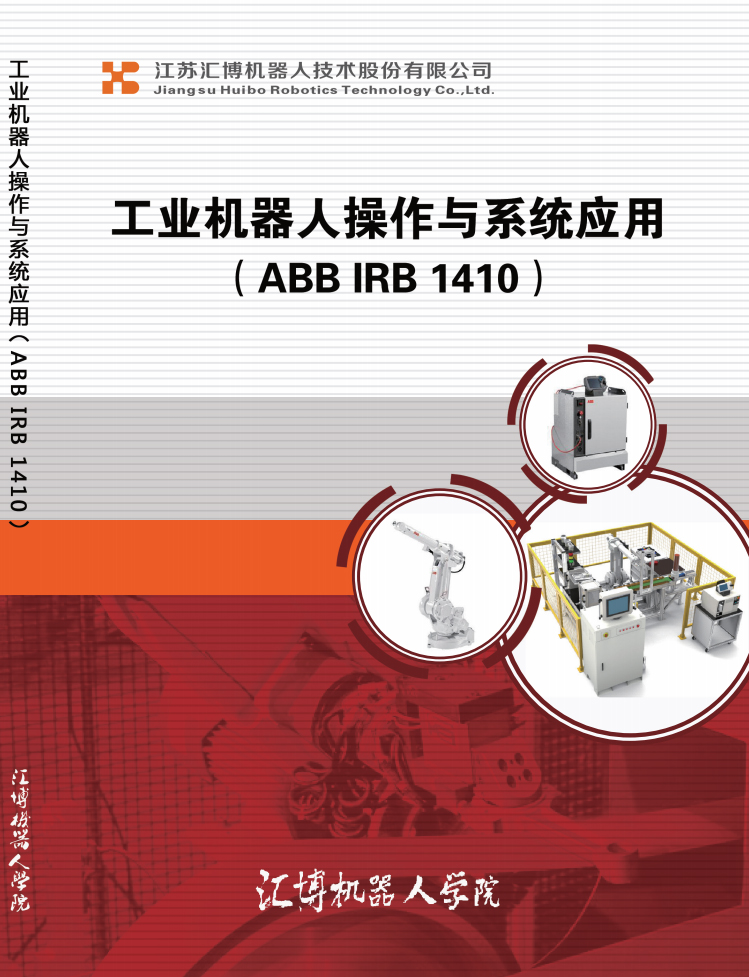 江苏汇博机器人技术股份有限公司
Jiangsu Huibo Robotics Technology Co.,Ltd.
工业机器人操作与系统应用
（ABB IRB 1410）
汇博机器人学院
工业机器人操作与系统应用（ABB IRB 1410）
汇博机器人學院